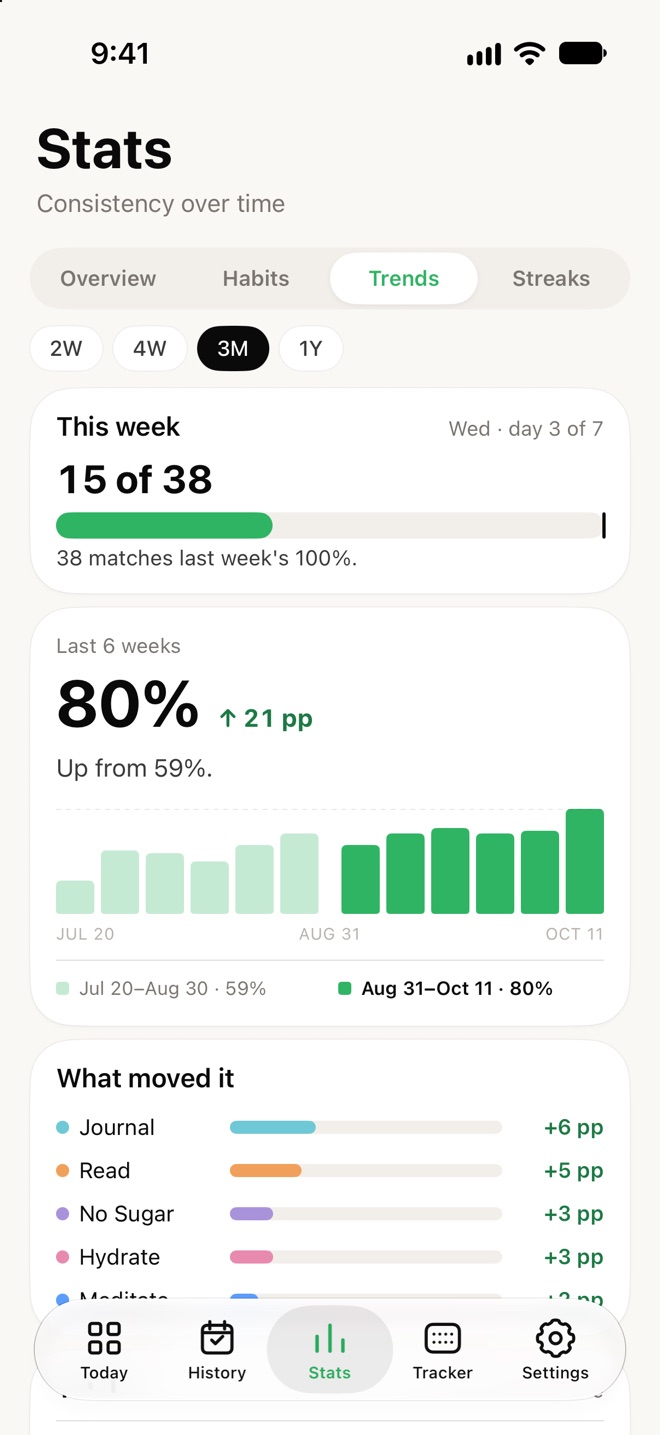 9:41
Stats
Consistency over time
Overview Habits Trends Streaks
2W 4W 3M 1Y
This week Wed · day 3 of 7
15 of 38
38 matches last week's 100%.
Last 6 weeks
80% ↑ 21 pp
Up from 59%.
JUL 20 AUG 31 OCT 11
Jul 20–Aug 30 · 59% Aug 31–Oct 11 · 80%
What moved it
Journal +6 pp
Read +5 pp
No Sugar +3 pp
Hydrate +3 pp
Meditate +2 pp
Today History Stats Tracker Settings